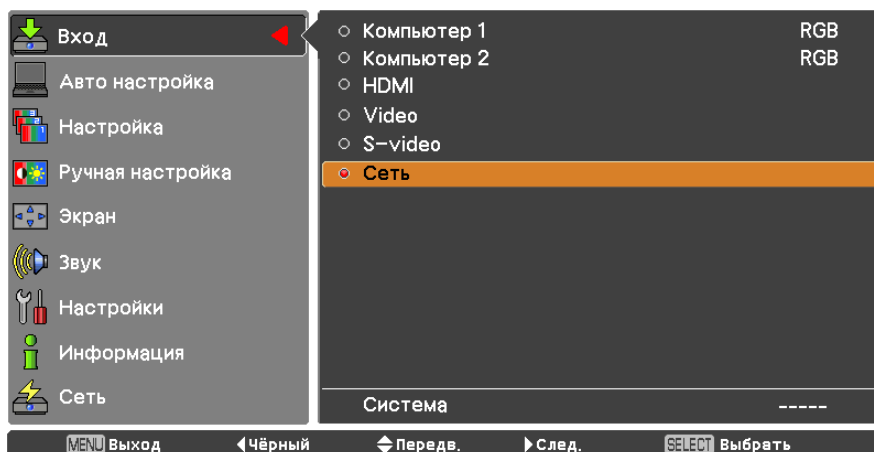 Вход
Авто настройка
Настройка
Ручная настройка
Экран
Звук
Настройки
Информация
Сеть
Компьютер 1 RGB
Компьютер 2 RGB
HDMI
Video
S-video
Сеть
Система -----
MENU Выход Чёрный Передв. След. SELECT Выбрать